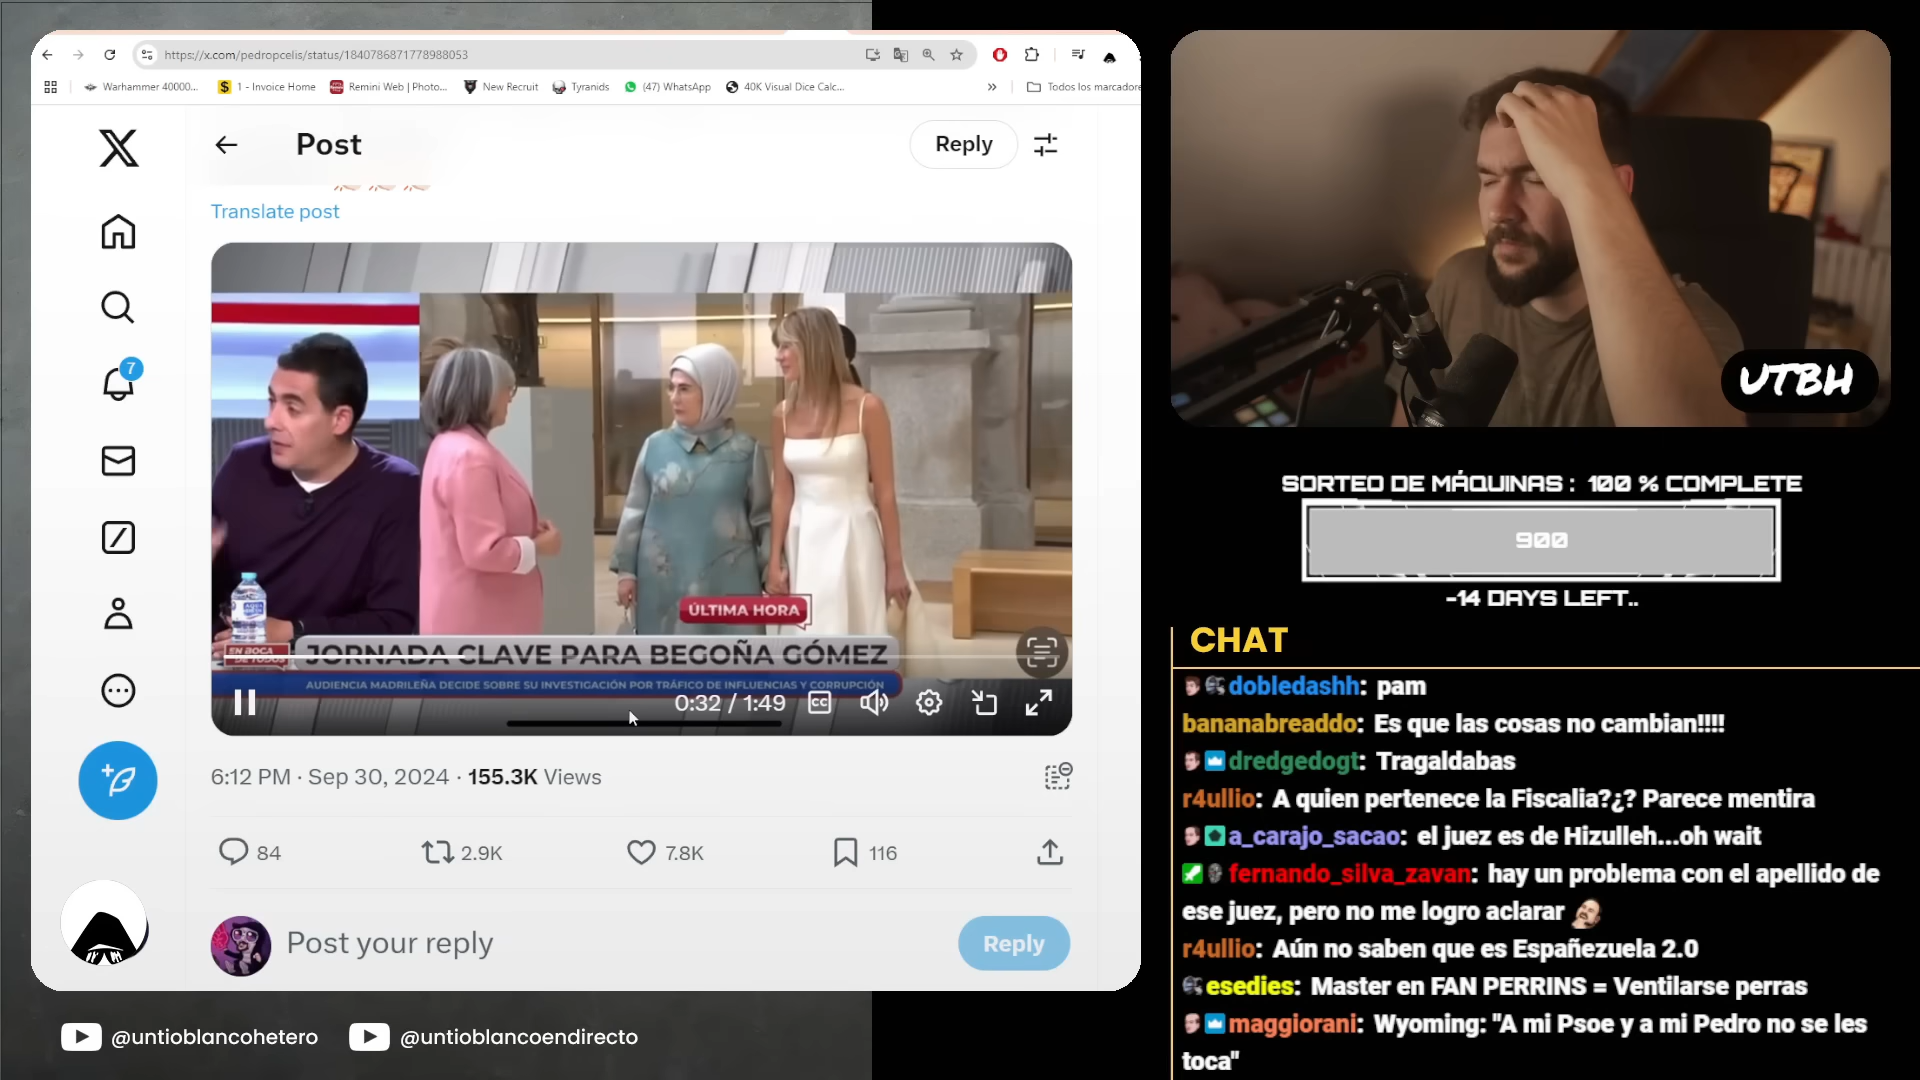 https://x.com/pedropcelis/status/1840786871778988053
Warhammer 40000...
1 - Invoice Home
Remini Web | Photo...
New Recruit
Tyranids
(47) WhatsApp
40K Visual Dice Calc...
»
Todos los marcadore
Post
Reply
Translate post
7
ÚLTIMA HORA
EN BOCA
DE TODOS
JORNADA CLAVE PARA BEGOÑA GÓMEZ
AUDIENCIA MADRILEÑA DECIDE SOBRE SU INVESTIGACIÓN POR TRÁFICO DE INFLUENCIAS Y CORRUPCIÓN
0:32 / 1:49
CC
6:12 PM · Sep 30, 2024 · 155.3K Views
84
2.9K
7.8K
116
Post your reply
Reply
@untioblancohetero
@untioblancoendirecto
UTBH
SORTEO DE MÁQUINAS : 100 % COMPLETE
900
-14 DAYS LEFT..
CHAT
dobledashh: pam
bananabreaddo: Es que las cosas no cambian!!!!
dredgedogt: Tragaldabas
r4ullio: A quien pertenece la Fiscalia?¿? Parece mentira
a_carajo_sacao: el juez es de Hizulleh...oh wait
fernando_silva_zavan: hay un problema con el apellido de
ese juez, pero no me logro aclarar
r4ullio: Aún no saben que es Españezuela 2.0
esedies: Master en FAN PERRINS = Ventilarse perras
maggiorani: Wyoming: "A mi Psoe y a mi Pedro no se les
toca"